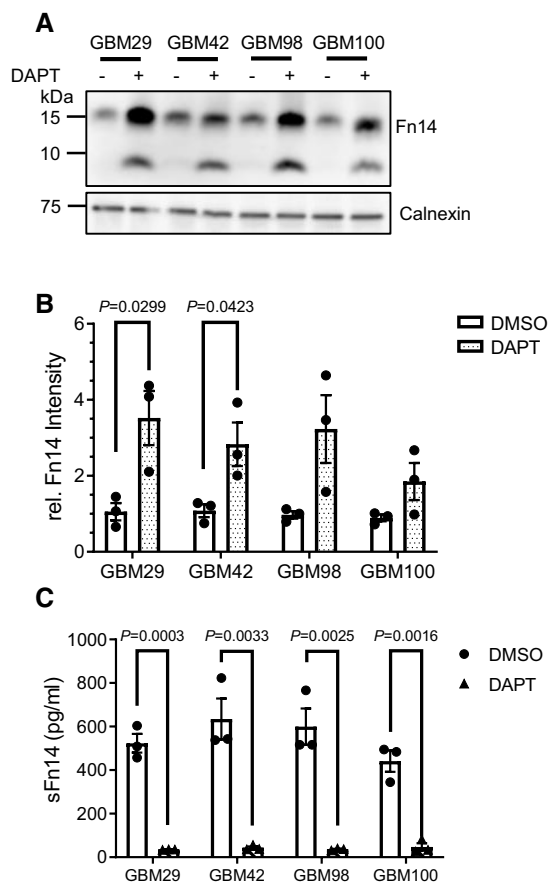 A
GBM29 GBM42 GBM98 GBM100
DAPT - + - + - + - +
kDa
15
Fn14
10
75
Calnexin
B
P=0.0299 P=0.0423
DMSO
DAPT
rel. Fn14 Intensity
6
4
2
0
GBM29 GBM42 GBM98 GBM100
C
P=0.0003 P=0.0033 P=0.0025 P=0.0016
DMSO
DAPT
sFn14 (pg/ml)
1000
800
600
400
200
0
GBM29 GBM42 GBM98 GBM100